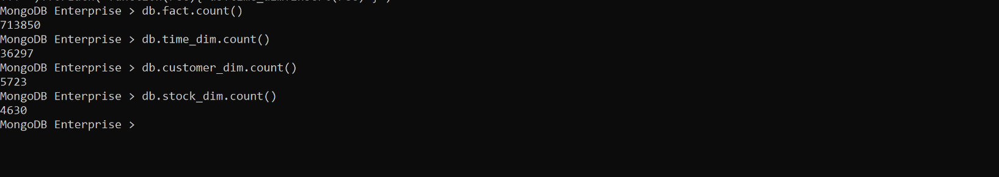 MongoDB Enterprise > db.fact.count()
713850
MongoDB Enterprise > db.time_dim.count()
36297
MongoDB Enterprise > db.customer_dim.count()
5723
MongoDB Enterprise > db.stock_dim.count()
4630
MongoDB Enterprise >